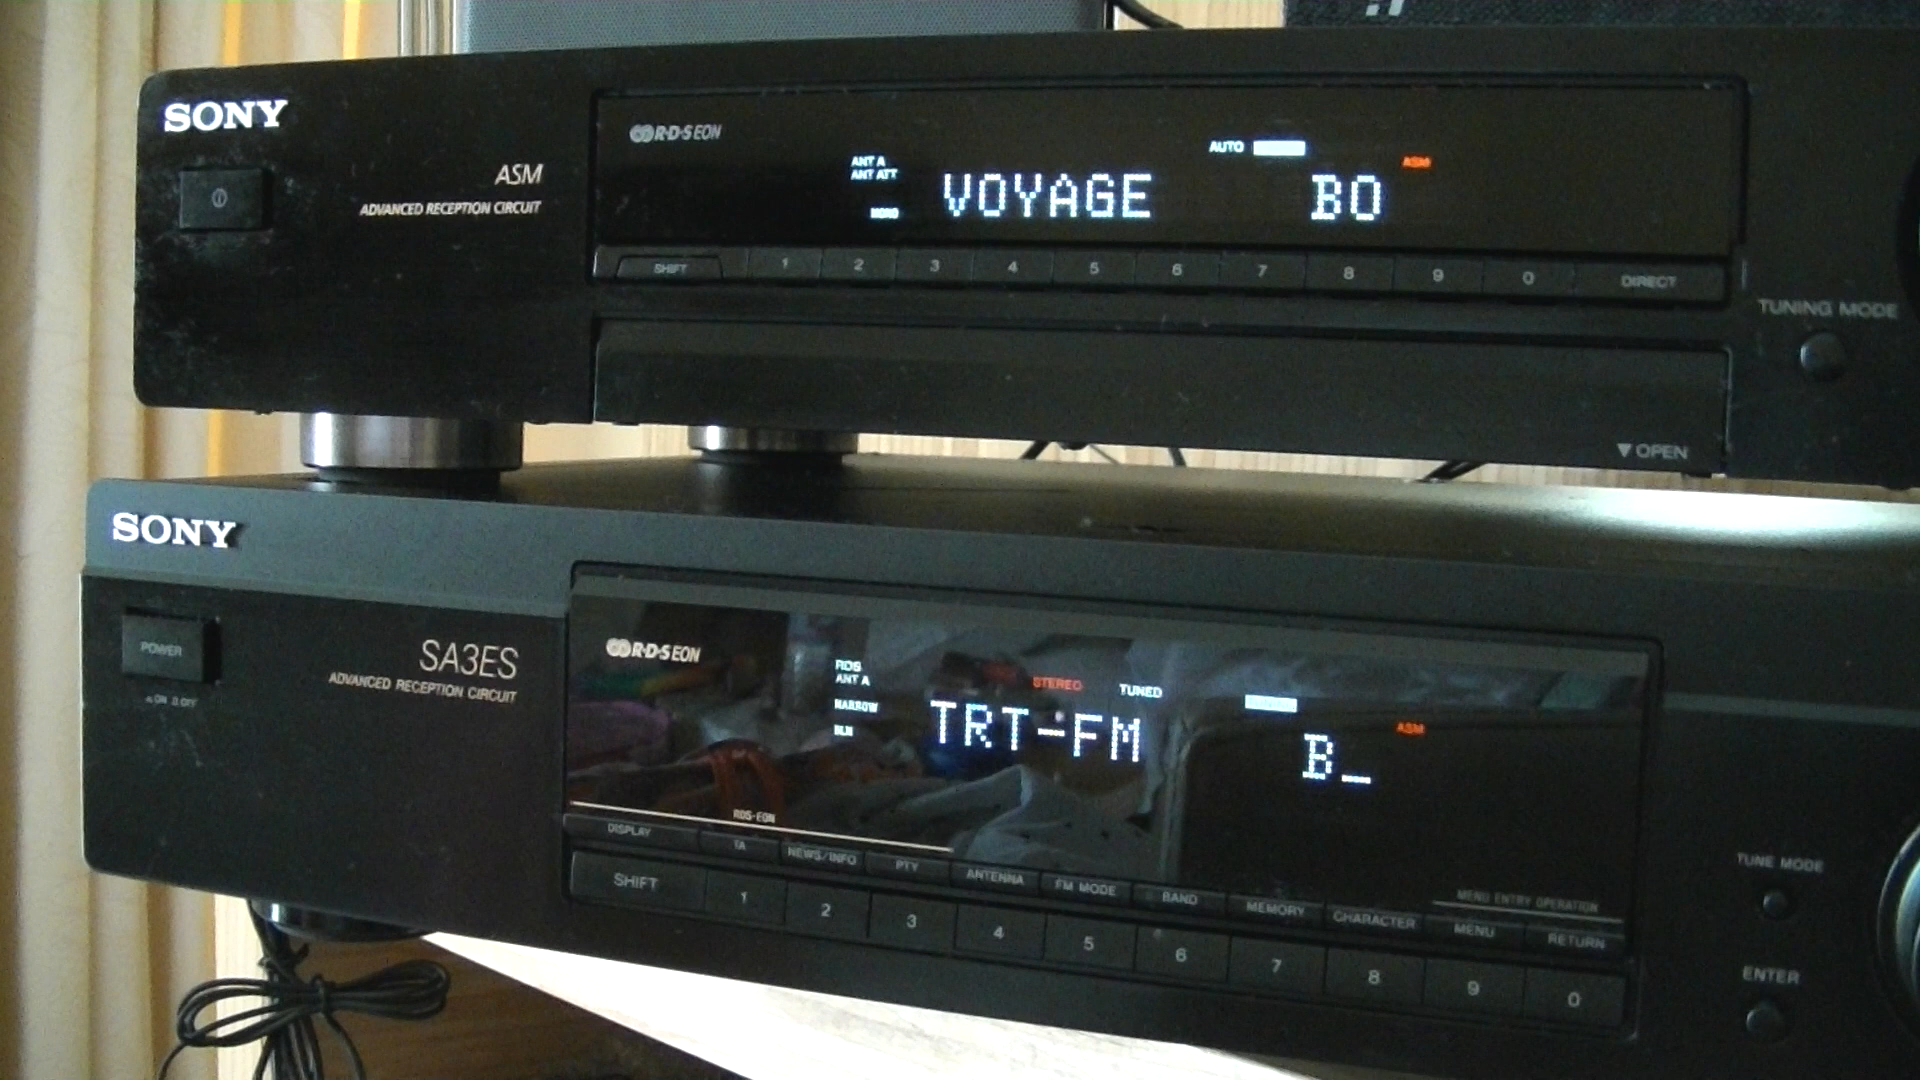 SONY
ASM
ADVANCED RECEPTION CIRCUIT
R·D·S EON
ANT A
ANT ATT
MONO
AUTO
ASM
VOYAGE BO
SHIFT 1 2 3 4 5 6 7 8 9 0 DIRECT
TUNING MODE
▼ OPEN
SONY
POWER
ON OFF
SA3ES
ADVANCED RECEPTION CIRCUIT
R·D·S EON
RDS
ANT A
NARROW
STEREO TUNED
ASM
TRT-FM B_
RDS-EON
DISPLAY TA NEWS/INFO PTY ANTENNA FM MODE BAND MEMORY CHARACTER MENU RETURN
MENU ENTRY OPERATION
SHIFT 1 2 3 4 5 6 7 8 9 0
TUNE MODE
ENTER